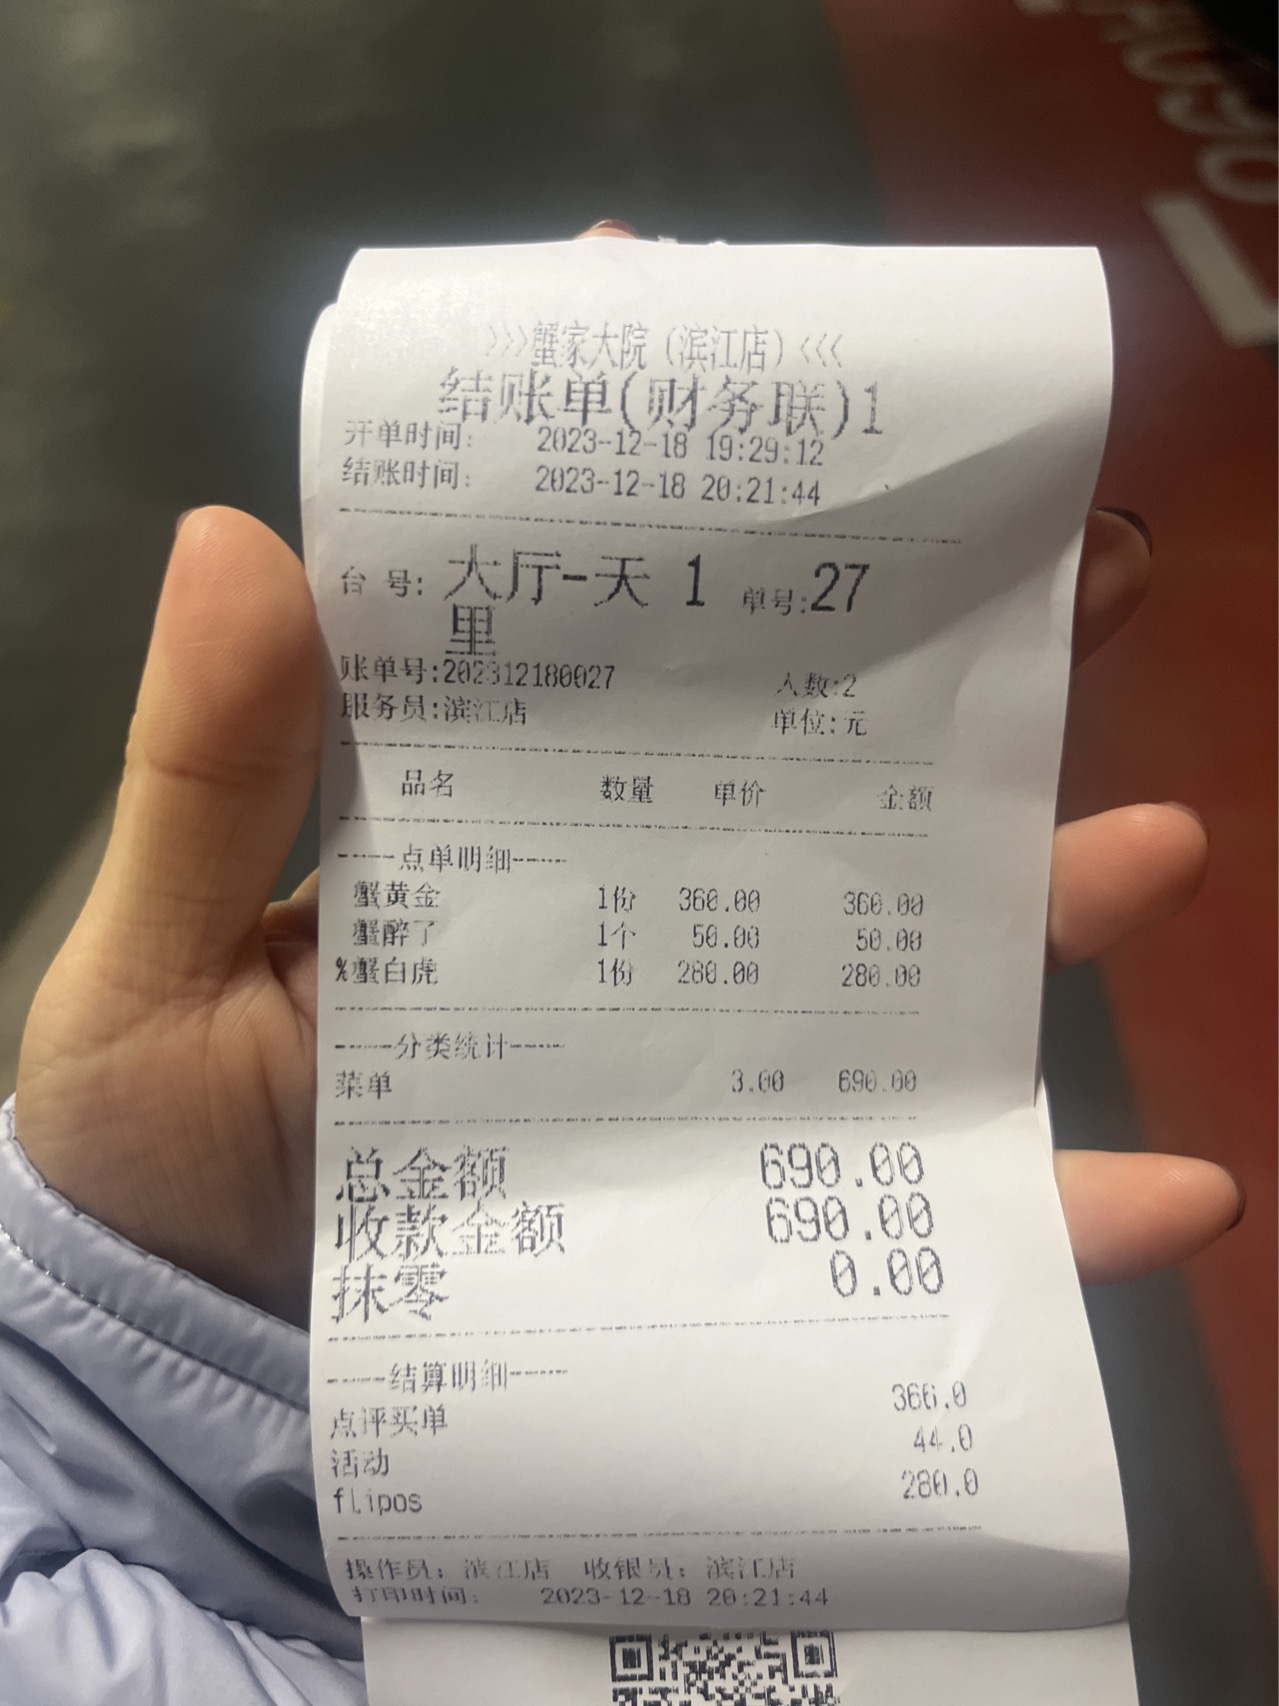 >>>蟹家大院（滨江店）<<<
结账单(财务联)1
开单时间: 2023-12-18 19:29:12
结账时间: 2023-12-18 20:21:44
台 号: 大厅-天 1 单号:27
里
账单号:202312180027 人数:2
服务员:滨江店 单位:元
品名 数量 单价 金额
-----点单明细-----
蟹黄金 1份 360.00 360.00
蟹醉了 1个 50.00 50.00
%蟹白虎 1份 280.00 280.00
-----分类统计-----
菜单 3.00 690.00
总金额 690.00
收款金额 690.00
抹零 0.00
-----结算明细-----
点评买单 366.0
活动 44.0
flipos 280.0
操作员: 滨江店 收银员: 滨江店
打印时间: 2023-12-18 20:21:44